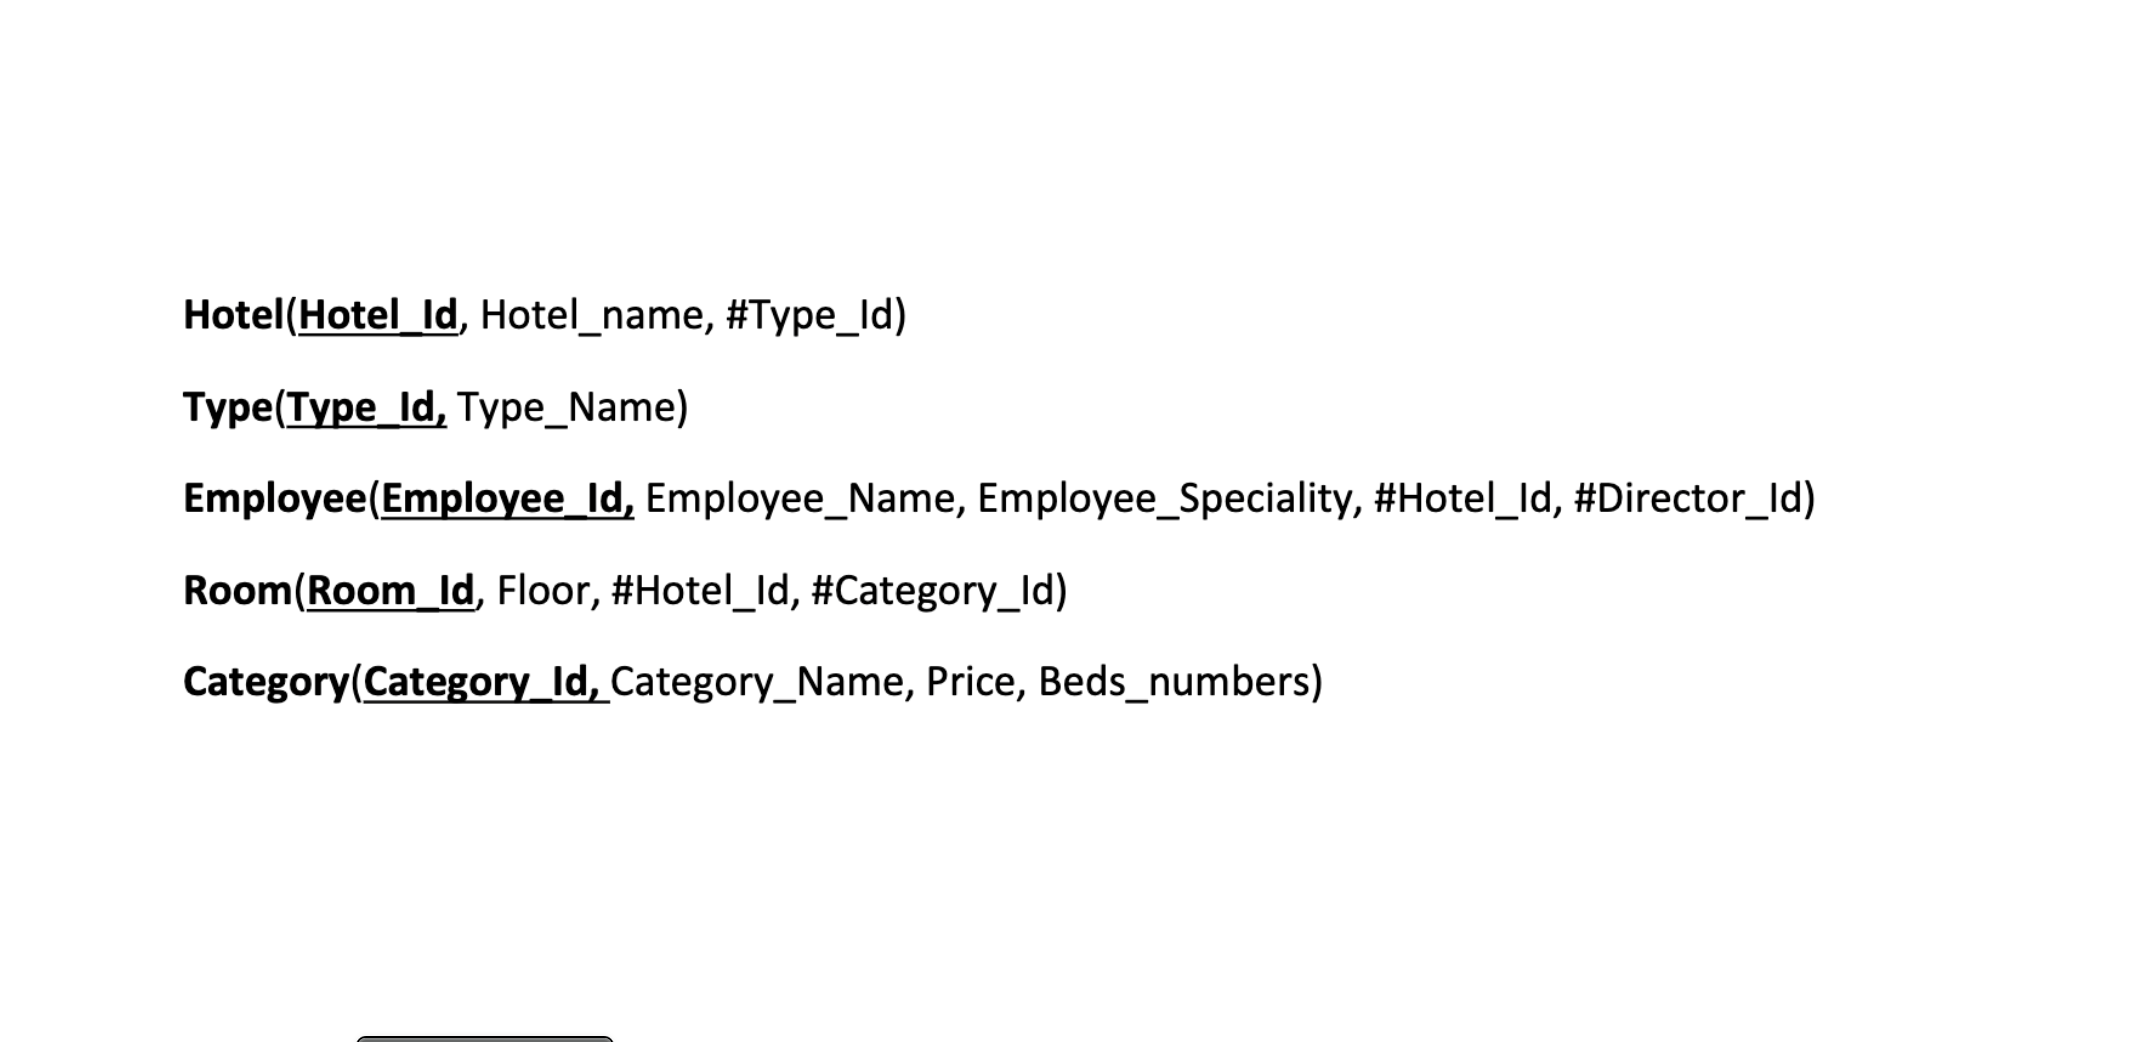 Hotel(Hotel_Id, Hotel_name, #Type_Id)
Type(Type_Id, Type_Name)
Employee(Employee_Id, Employee_Name, Employee_Speciality, #Hotel_Id, #Director_Id)
Room(Room_Id, Floor, #Hotel_Id, #Category_Id)
Category(Category_Id, Category_Name, Price, Beds_numbers)